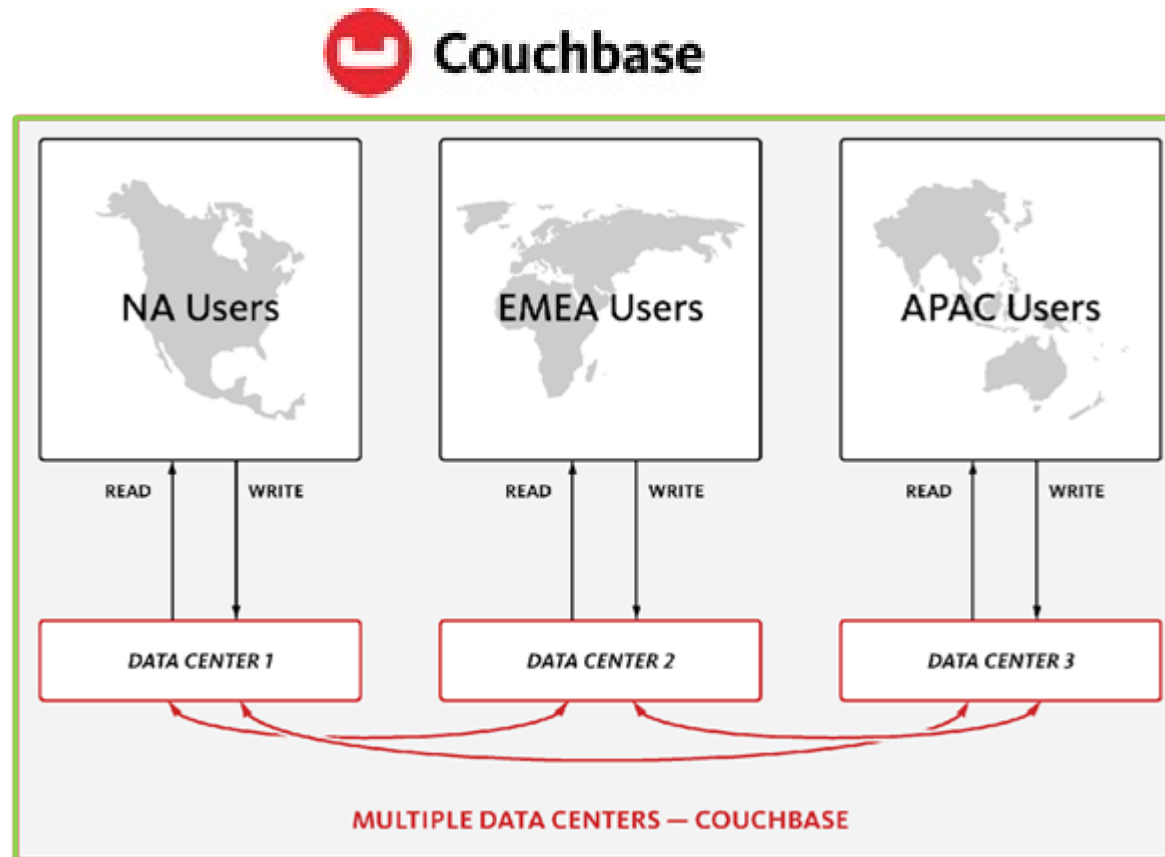 Couchbase
NA Users
EMEA Users
APAC Users
READ
WRITE
READ
WRITE
READ
WRITE
DATA CENTER 1
DATA CENTER 2
DATA CENTER 3
MULTIPLE DATA CENTERS — COUCHBASE